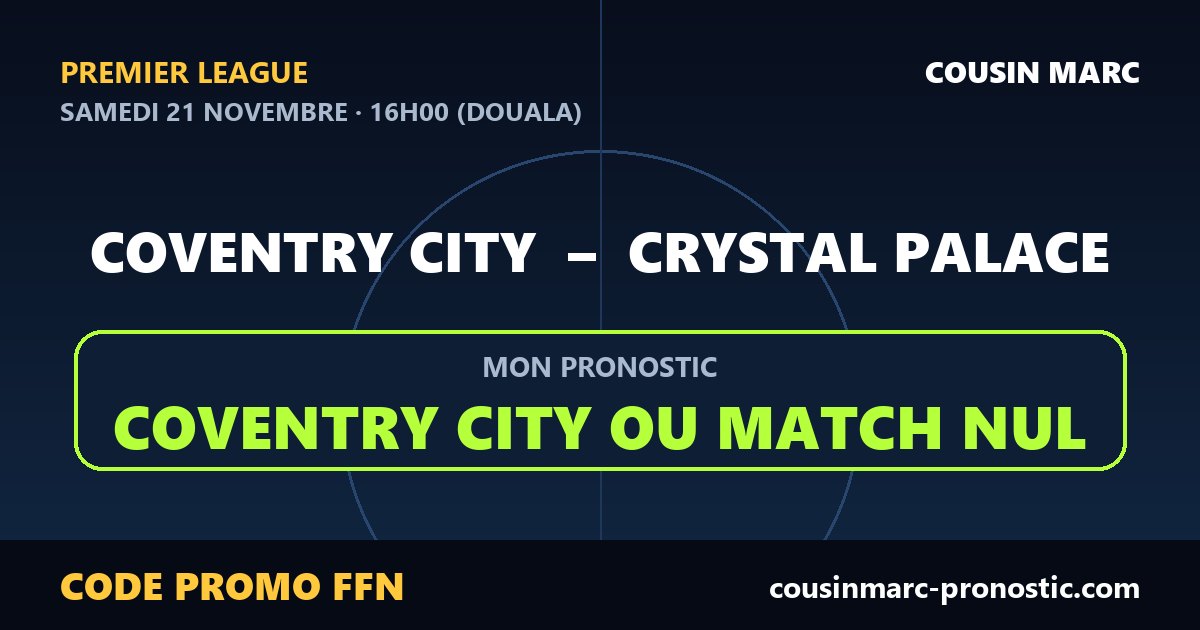 PREMIER LEAGUE
COUSIN MARC
SAMEDI 21 NOVEMBRE · 16H00 (DOUALA)
COVENTRY CITY – CRYSTAL PALACE
MON PRONOSTIC
COVENTRY CITY OU MATCH NUL
CODE PROMO FFN
cousinmarc-pronostic.com